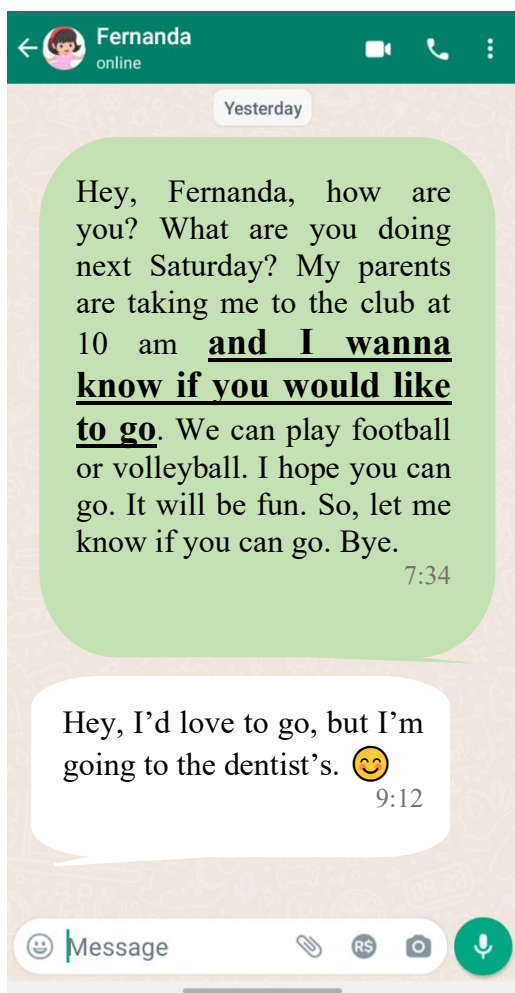 Fernanda
online
Yesterday
Hey, Fernanda, how are
you? What are you doing
next Saturday? My parents
are taking me to the club at
10 am and I wanna
know if you would like
to go. We can play football
or volleyball. I hope you can
go. It will be fun. So, let me
know if you can go. Bye.
7:34
Hey, I’d love to go, but I’m
going to the dentist’s. 😊
9:12
Message
R$